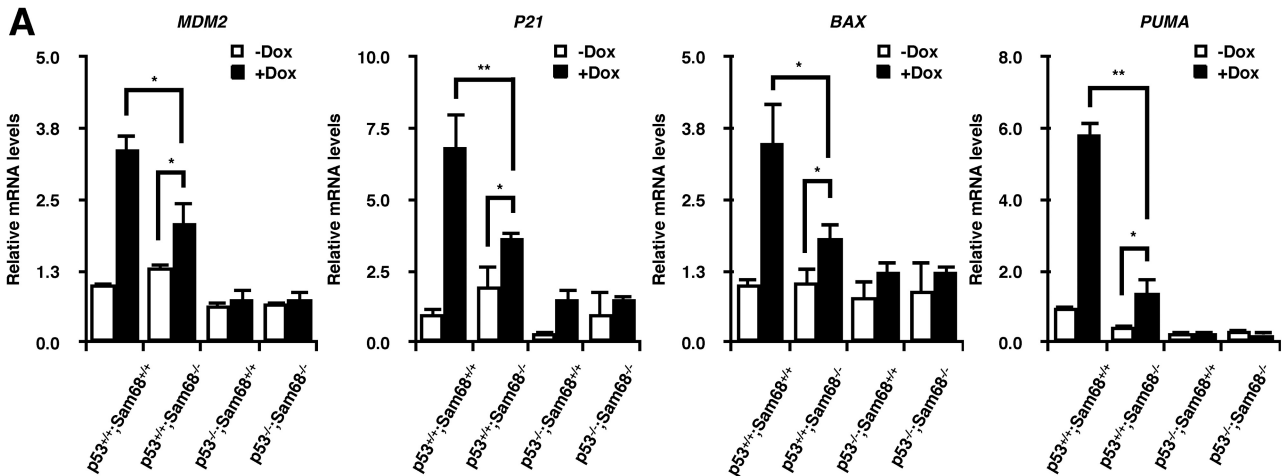 A
MDM2
Relative mRNA levels
5.0
3.8
2.5
1.3
0.0
-Dox
+Dox
*
*
p53+/+;Sam68+/+
p53+/+;Sam68-/-
p53-/-;Sam68+/+
p53-/-;Sam68-/-
P21
Relative mRNA levels
10.0
7.5
5.0
2.5
0.0
-Dox
+Dox
**
*
p53+/+;Sam68+/+
p53+/+;Sam68-/-
p53-/-;Sam68+/+
p53-/-;Sam68-/-
BAX
Relative mRNA levels
5.0
3.8
2.5
1.3
0.0
-Dox
+Dox
*
*
p53+/+;Sam68+/+
p53+/+;Sam68-/-
p53-/-;Sam68+/+
p53-/-;Sam68-/-
PUMA
Relative mRNA levels
8.0
6.0
4.0
2.0
0.0
-Dox
+Dox
**
*
p53+/+;Sam68+/+
p53+/+;Sam68-/-
p53-/-;Sam68+/+
p53-/-;Sam68-/-